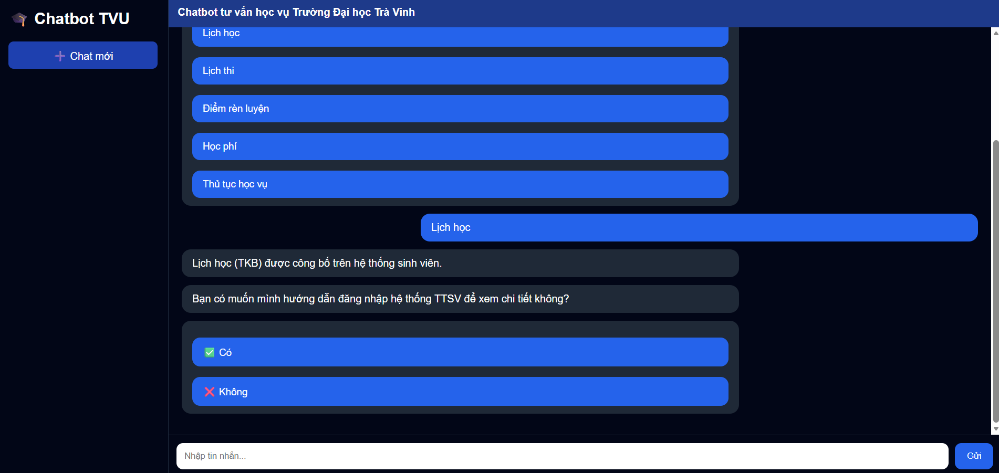 Chatbot TVU
Chat mới
Chatbot tư vấn học vụ Trường Đại học Trà Vinh
Lịch học
Lịch thi
Điểm rèn luyện
Học phí
Thủ tục học vụ
Lịch học
Lịch học (TKB) được công bố trên hệ thống sinh viên.
Bạn có muốn mình hướng dẫn đăng nhập hệ thống TTSV để xem chi tiết không?
Có
Không
Nhập tin nhắn...
Gửi